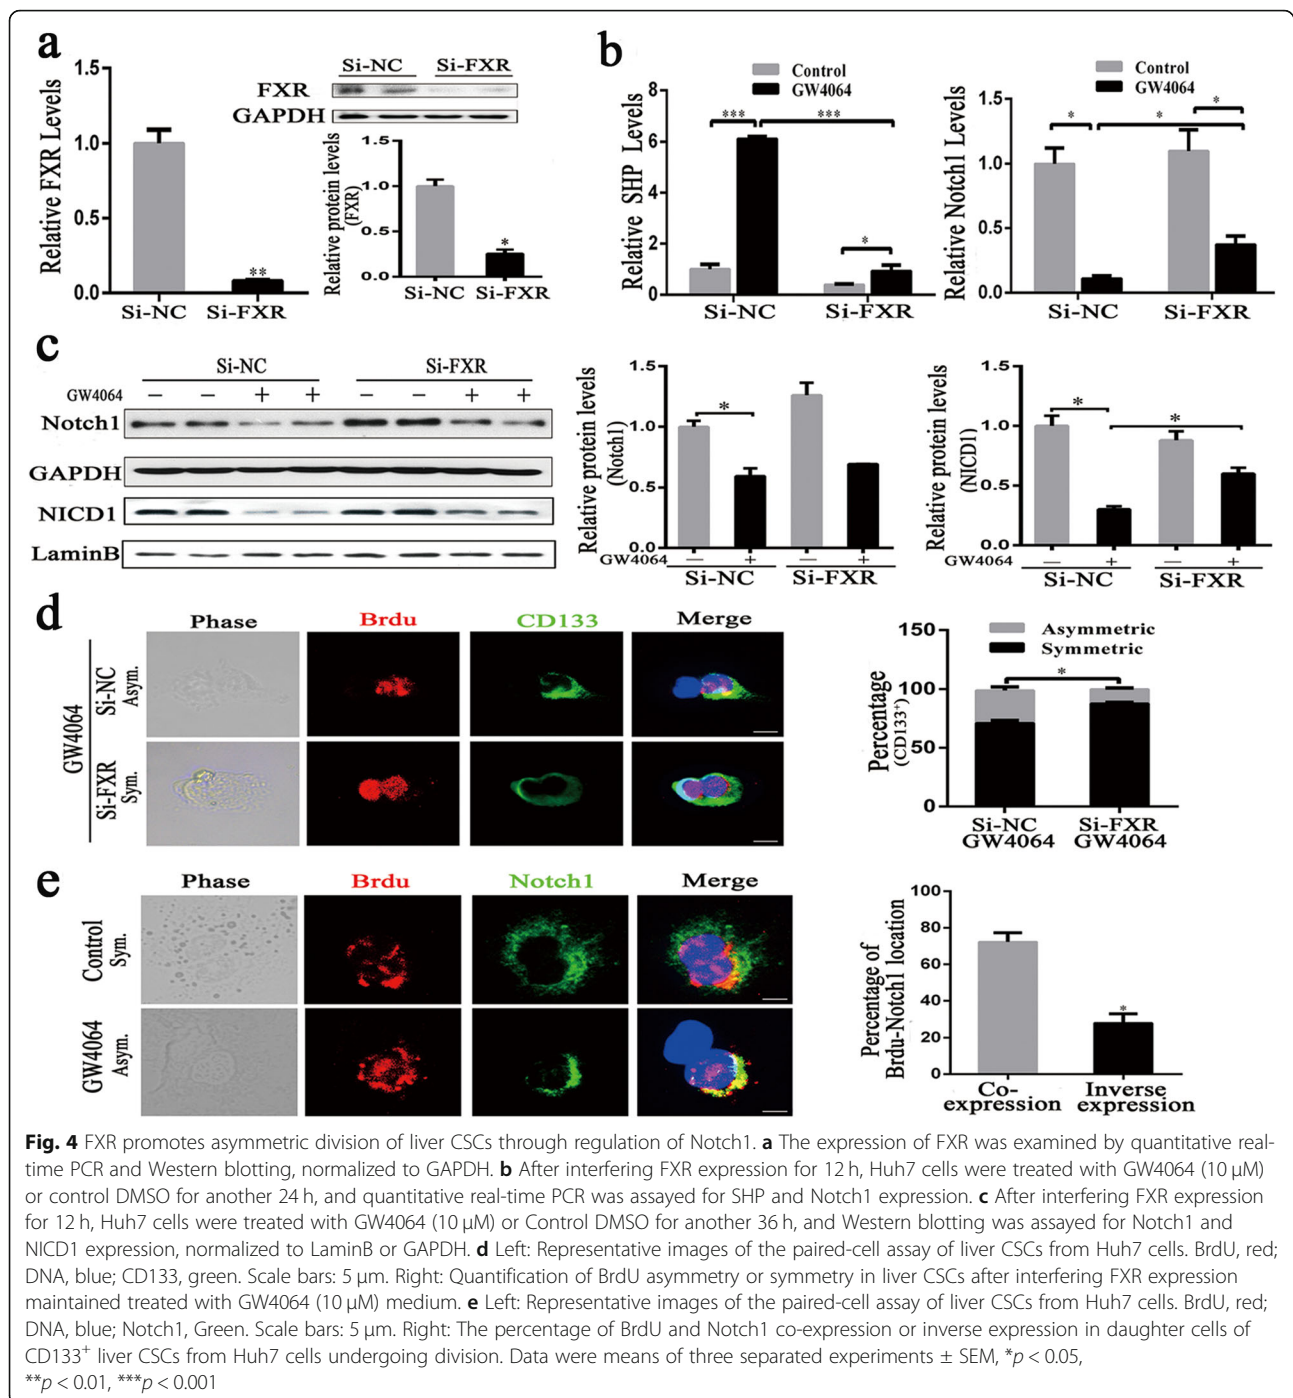 a
Relative FXR Levels
1.5
1.0
0.5
0.0
**
Si-NC Si-FXR
Si-NC Si-FXR
FXR
GAPDH
Relative protein levels
(FXR)
1.5
1.0
0.5
0.0
*
Si-NC Si-FXR
b
Control
GW4064
Relative SHP Levels
8
6
4
2
0
*** ***
*
Si-NC Si-FXR
Control
GW4064
Relative Notch1 Levels
1.5
1.0
0.5
0.0
* * *
Si-NC Si-FXR
c
Si-NC Si-FXR
GW4064 – – + + – – + +
Notch1
GAPDH
NICD1
LaminB
Relative protein levels
(Notch1)
1.5
1.0
0.5
0.0
*
GW4064 — + — +
Si-NC Si-FXR
Relative protein levels
(NICD1)
1.5
1.0
0.5
0.0
* *
GW4064 — + — +
Si-NC Si-FXR
d
Phase Brdu CD133 Merge
GW4064
Si-NC
Asym.
Si-FXR
Sym.
Asymmetric
Symmetric
Percentage
(CD133+)
150
100
50
0
*
Si-NC Si-FXR
GW4064 GW4064
e
Phase Brdu Notch1 Merge
Control
Sym.
GW4064
Asym.
Percentage of
Brdu-Notch1 location
80
60
40
20
0
*
Co- Inverse
expression expression
Fig. 4 FXR promotes asymmetric division of liver CSCs through regulation of Notch1. a The expression of FXR was examined by quantitative real-
time PCR and Western blotting, normalized to GAPDH. b After interfering FXR expression for 12 h, Huh7 cells were treated with GW4064 (10 μM)
or control DMSO for another 24 h, and quantitative real-time PCR was assayed for SHP and Notch1 expression. c After interfering FXR expression
for 12 h, Huh7 cells were treated with GW4064 (10 μM) or Control DMSO for another 36 h, and Western blotting was assayed for Notch1 and
NICD1 expression, normalized to LaminB or GAPDH. d Left: Representative images of the paired-cell assay of liver CSCs from Huh7 cells. BrdU, red;
DNA, blue; CD133, green. Scale bars: 5 μm. Right: Quantification of BrdU asymmetry or symmetry in liver CSCs after interfering FXR expression
maintained treated with GW4064 (10 μM) medium. e Left: Representative images of the paired-cell assay of liver CSCs from Huh7 cells. BrdU, red;
DNA, blue; Notch1, Green. Scale bars: 5 μm. Right: The percentage of BrdU and Notch1 co-expression or inverse expression in daughter cells of
CD133+ liver CSCs from Huh7 cells undergoing division. Data were means of three separated experiments ± SEM, *p < 0.05,
**p < 0.01, ***p < 0.001